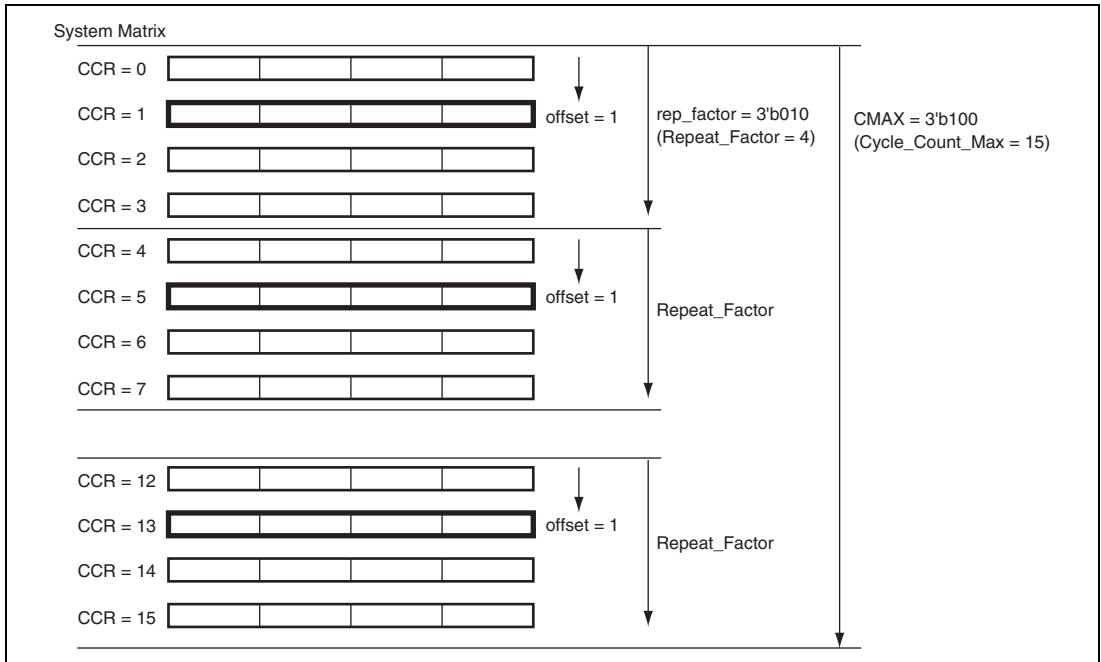 System Matrix
CCR = 0
CCR = 1
offset = 1
rep_factor = 3'b010
(Repeat_Factor = 4)
CMAX = 3'b100
(Cycle_Count_Max = 15)
CCR = 2
CCR = 3
CCR = 4
CCR = 5
offset = 1
Repeat_Factor
CCR = 6
CCR = 7
CCR = 12
CCR = 13
offset = 1
Repeat_Factor
CCR = 14
CCR = 15